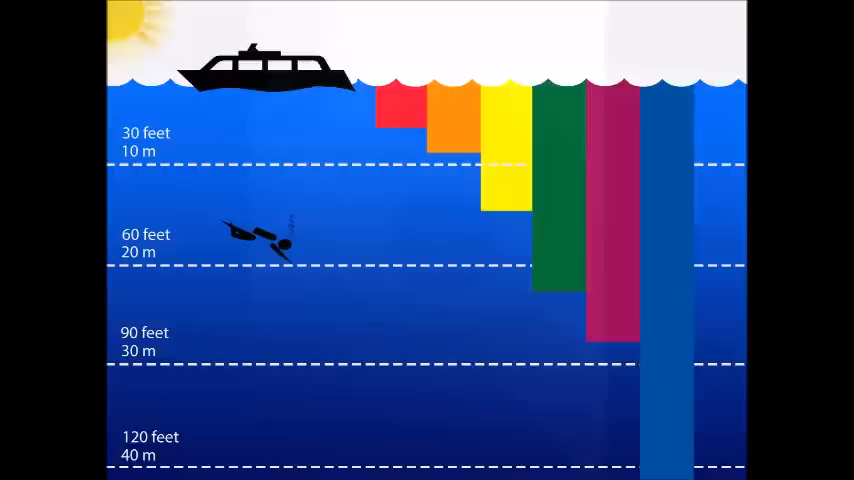 30 feet
10 m
60 feet
20 m
90 feet
30 m
120 feet
40 m